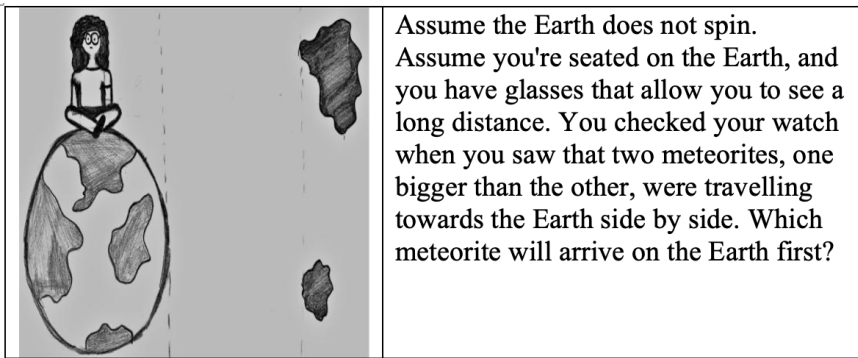 Assume the Earth does not spin.
Assume you're seated on the Earth, and
you have glasses that allow you to see a
long distance. You checked your watch
when you saw that two meteorites, one
bigger than the other, were travelling
towards the Earth side by side. Which
meteorite will arrive on the Earth first?